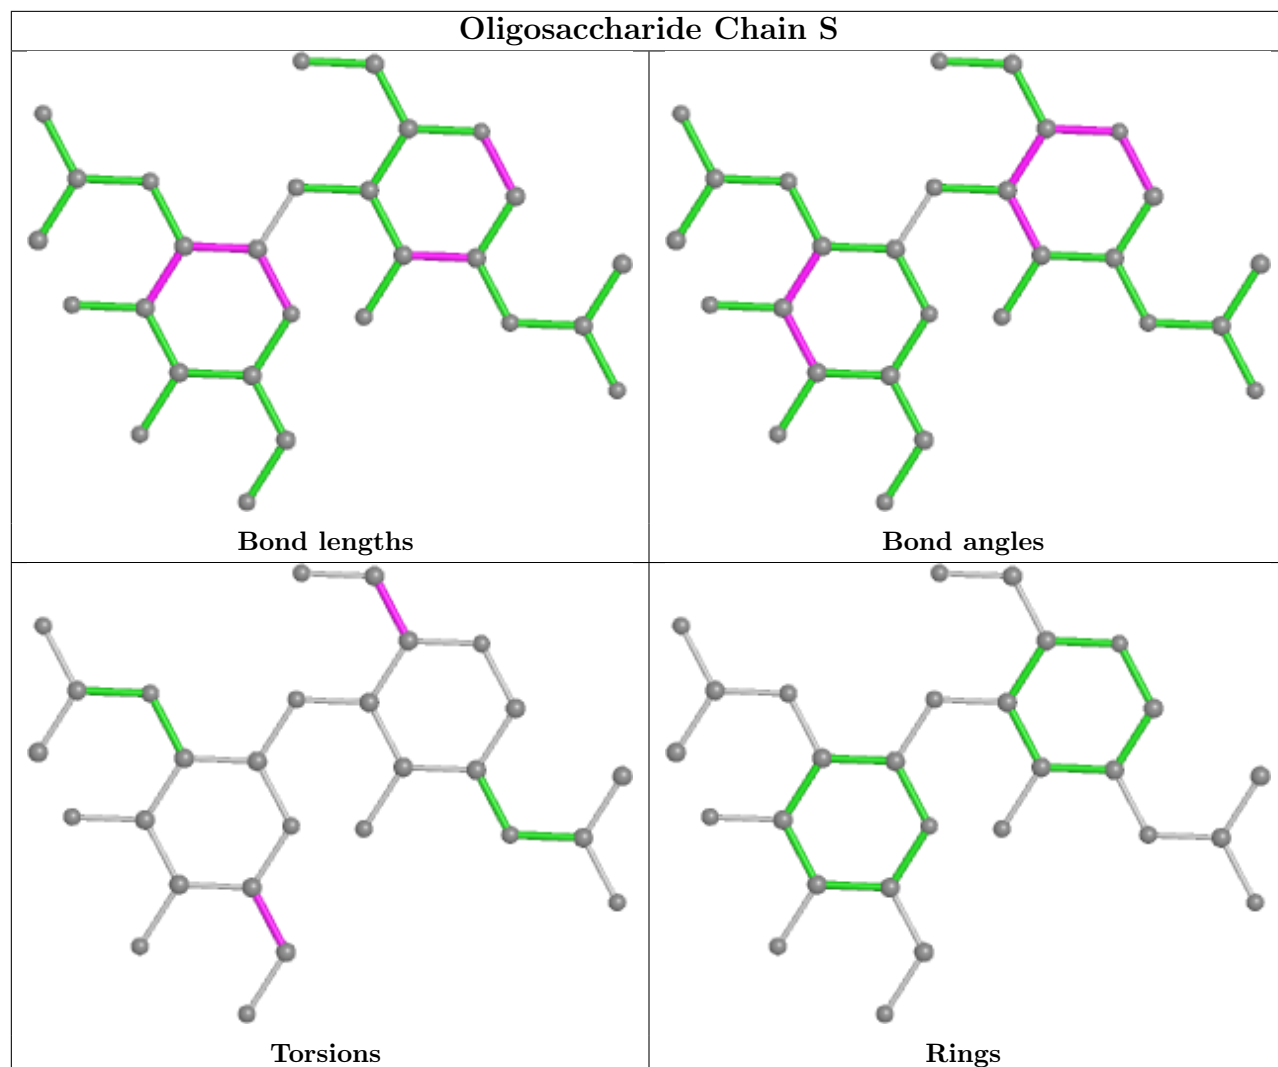 Oligosaccharide Chain S
Bond lengths
Bond angles
Torsions
Rings